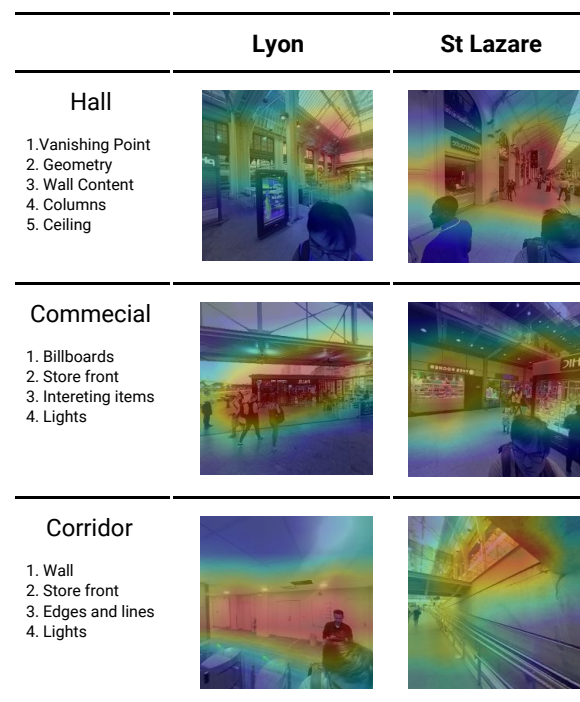 Lyon
St Lazare
Hall
1.Vanishing Point
2. Geometry
3. Wall Content
4. Columns
5. Ceiling
Commecial
1. Billboards
2. Store front
3. Intereting items
4. Lights
Corridor
1. Wall
2. Store front
3. Edges and lines
4. Lights